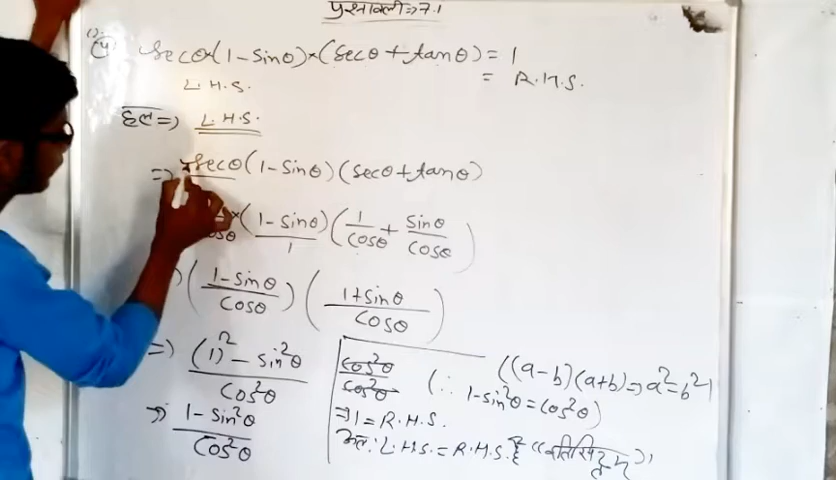 प्रश्नावली⇒7.1
1).
(4) secθ×(1-sinθ)×(secθ+tanθ)=1
L.H.S. = R.H.S.
हल⇒) L.H.S.
⇒ secθ(1-sinθ)(secθ+tanθ)
cosθ×(1-sinθ)/1 (1/cosθ + sinθ/cosθ)
⇒ ((1-sinθ)/cosθ) ((1+sinθ)/cosθ)
⇒) ((1)²-sin²θ)/cos²θ
⇒ (1-sin²θ)/cos²θ
cos²θ/cos²θ
((a-b)(a+b)⇒a²-b²
(∵ 1-sin²θ=cos²θ)
⇒1=R.H.S.
अतः L.H.S.=R.H.S. है